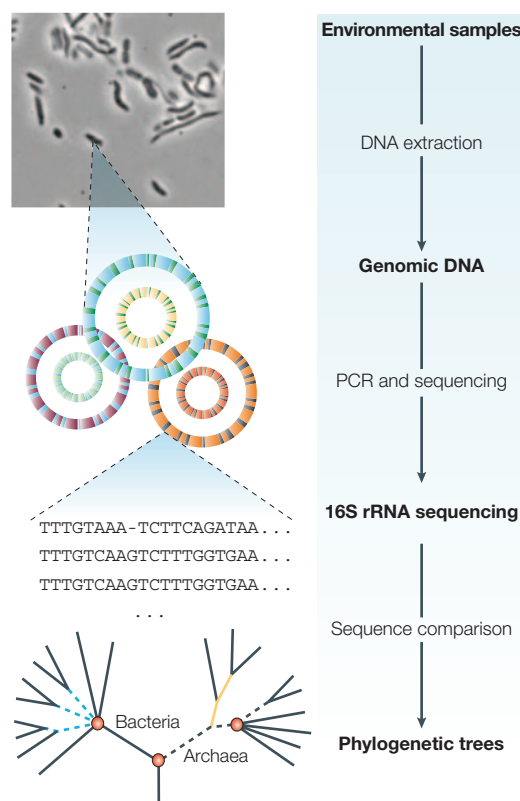 Environmental samples
DNA extraction
Genomic DNA
PCR and sequencing
16S rRNA sequencing
TTTGTAAA-TCTTCAGATAA...
TTTGTCAAGTCTTTGGTGAA...
TTTGTCAAGTCTTTGGTGAA...
...
Sequence comparison
Bacteria
Archaea
Phylogenetic trees